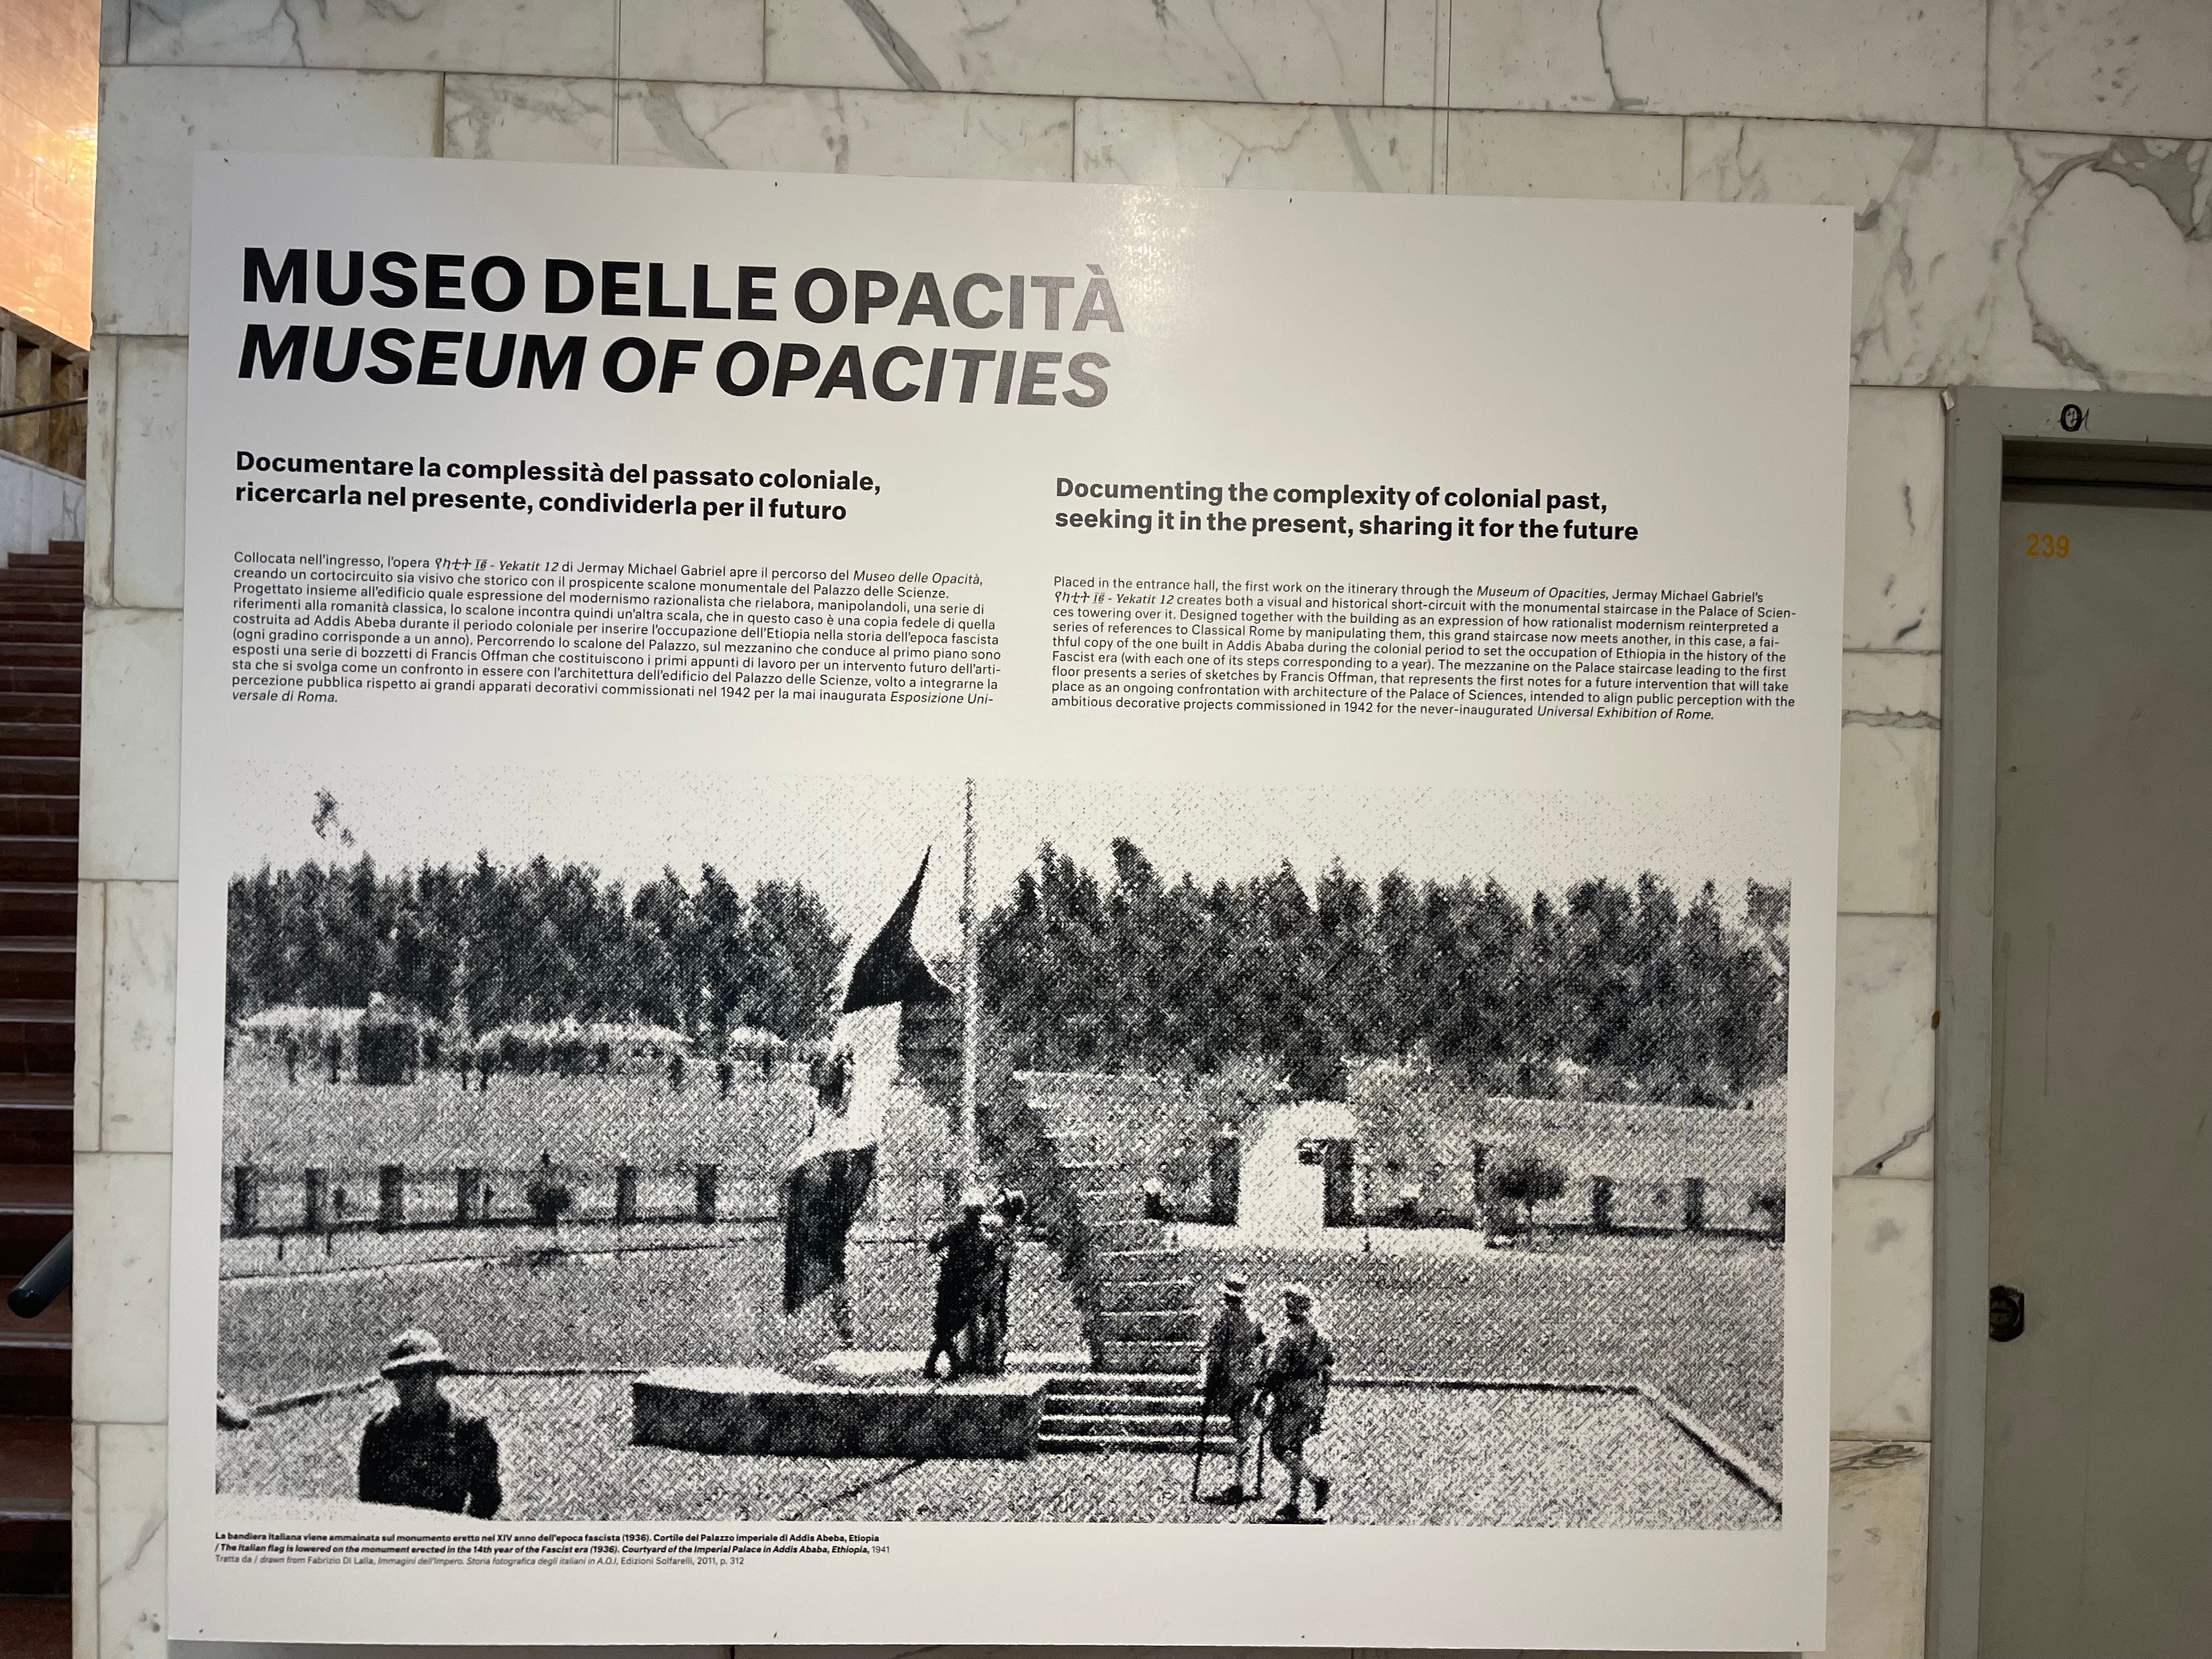 MUSEO DELLE OPACITÀ
MUSEUM OF OPACITIES
Documentare la complessità del passato coloniale,
ricercarla nel presente, condividerla per il futuro
Collocata nell'ingresso, l'opera የካቲት ፲፪ - Yekatit 12 di Jermay Michael Gabriel apre il percorso del Museo delle Opacità,
creando un cortocircuito sia visivo che storico con il prospicente scalone monumentale del Palazzo delle Scienze.
Progettato insieme all'edificio quale espressione del modernismo razionalista che rielabora, manipolandoli, una serie di
riferimenti alla romanità classica, lo scalone incontra quindi un'altra scala, che in questo caso è una copia fedele di quella
costruita ad Addis Abeba durante il periodo coloniale per inserire l'occupazione dell'Etiopia nella storia dell'epoca fascista
(ogni gradino corrisponde a un anno). Percorrendo lo scalone del Palazzo, sul mezzanino che conduce al primo piano sono
esposti una serie di bozzetti di Francis Offman che costituiscono i primi appunti di lavoro per un intervento futuro dell'arti-
sta che si svolga come un confronto in essere con l'architettura dell'edificio del Palazzo delle Scienze, volto a integrarne la
percezione pubblica rispetto ai grandi apparati decorativi commissionati nel 1942 per la mai inaugurata Esposizione Uni-
versale di Roma.
Documenting the complexity of colonial past,
seeking it in the present, sharing it for the future
Placed in the entrance hall, the first work on the itinerary through the Museum of Opacities, Jermay Michael Gabriel's
የካቲት ፲፪ - Yekatit 12 creates both a visual and historical short-circuit with the monumental staircase in the Palace of Scien-
ces towering over it. Designed together with the building as an expression of how rationalist modernism reinterpreted a
series of references to Classical Rome by manipulating them, this grand staircase now meets another, in this case, a fai-
thful copy of the one built in Addis Ababa during the colonial period to set the occupation of Ethiopia in the history of the
Fascist era (with each one of its steps corresponding to a year). The mezzanine on the Palace staircase leading to the first
floor presents a series of sketches by Francis Offman, that represents the first notes for a future intervention that will take
place as an ongoing confrontation with architecture of the Palace of Sciences, intended to align public perception with the
ambitious decorative projects commissioned in 1942 for the never-inaugurated Universal Exhibition of Rome.
La bandiera italiana viene ammainata sul monumento eretto nel XIV anno dell'epoca fascista (1936). Cortile del Palazzo imperiale di Addis Abeba, Etiopia
/ The Italian flag is lowered on the monument erected in the 14th year of the Fascist era (1936). Courtyard of the Imperial Palace in Addis Ababa, Ethiopia, 1941
Tratta da / drawn from Fabrizio Di Lalla, Immagini dell'Impero. Storia fotografica degli italiani in A.O.I, Edizioni Solfanelli, 2011, p. 312
239